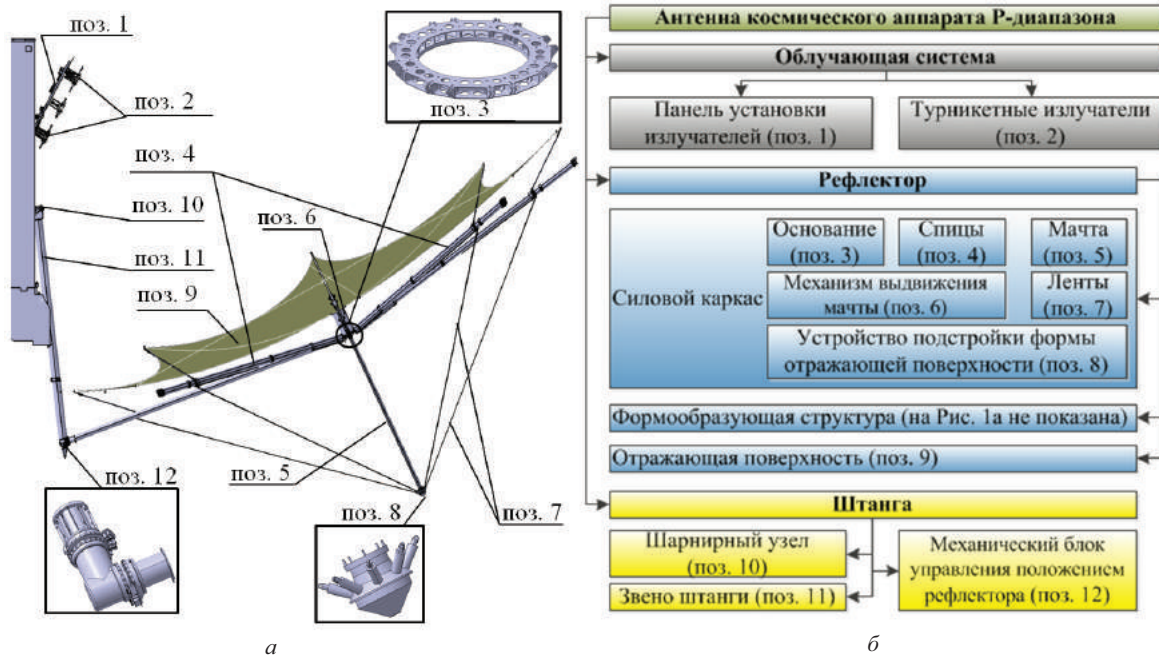 поз. 1
поз. 2
поз. 3
поз. 4
поз. 10
поз. 6
поз. 11
поз. 9
поз. 12
поз. 5
поз. 8
поз. 7
а
Антенна космического аппарата Р-диапазона
Облучающая система
Панель установки
излучателей (поз. 1)
Турникетные излучатели
(поз. 2)
Рефлектор
Силовой каркас
Основание
(поз. 3)
Спицы
(поз. 4)
Мачта
(поз. 5)
Механизм выдвижения
мачты (поз. 6)
Ленты
(поз. 7)
Устройство подстройки формы
отражающей поверхности (поз. 8)
Формообразующая структура (на Рис. 1а не показана)
Отражающая поверхность (поз. 9)
Штанга
Шарнирный узел
(поз. 10)
Звено штанги (поз. 11)
Механический блок
управления положением
рефлектора (поз. 12)
б